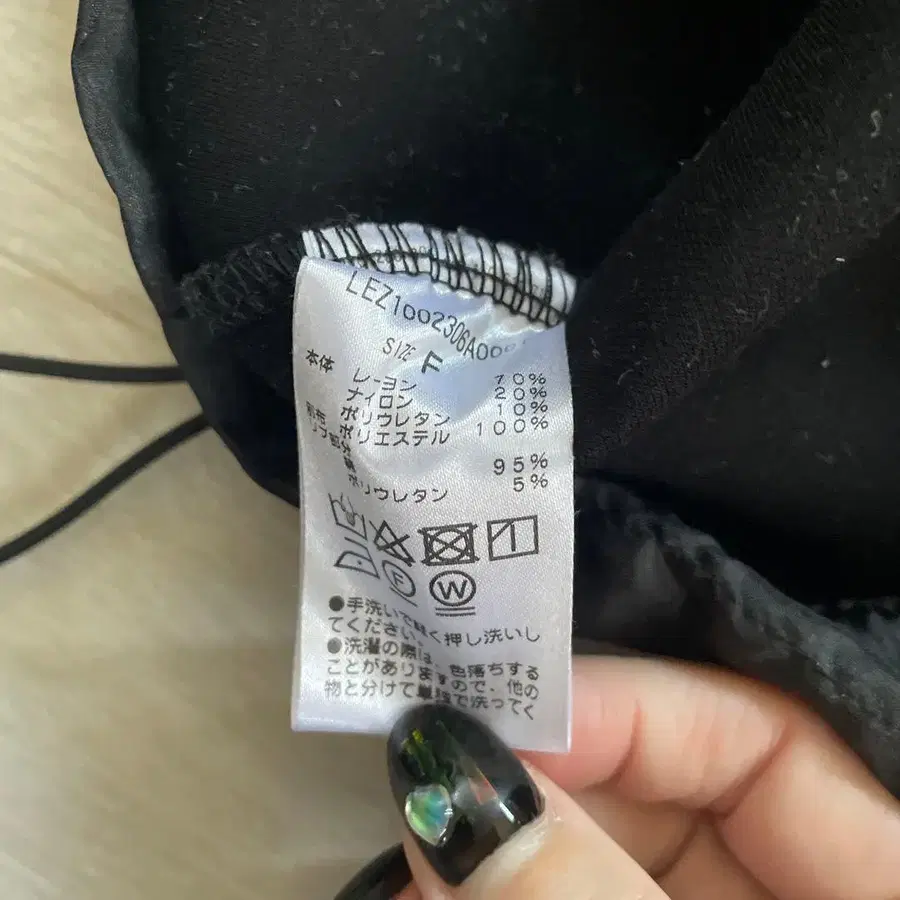 LEZ1002306A00
SIZE F
本体 レーヨン 70%
ナイロン 20%
ポリウレタン 10%
別布 ポリエステル 100%
95%
ポリウレタン 5%
F
W
●手洗いで軽く押し洗いし
てください。
●洗濯の際は、色落ちする
ことがありますので、他の
物と分けて単独で洗ってく